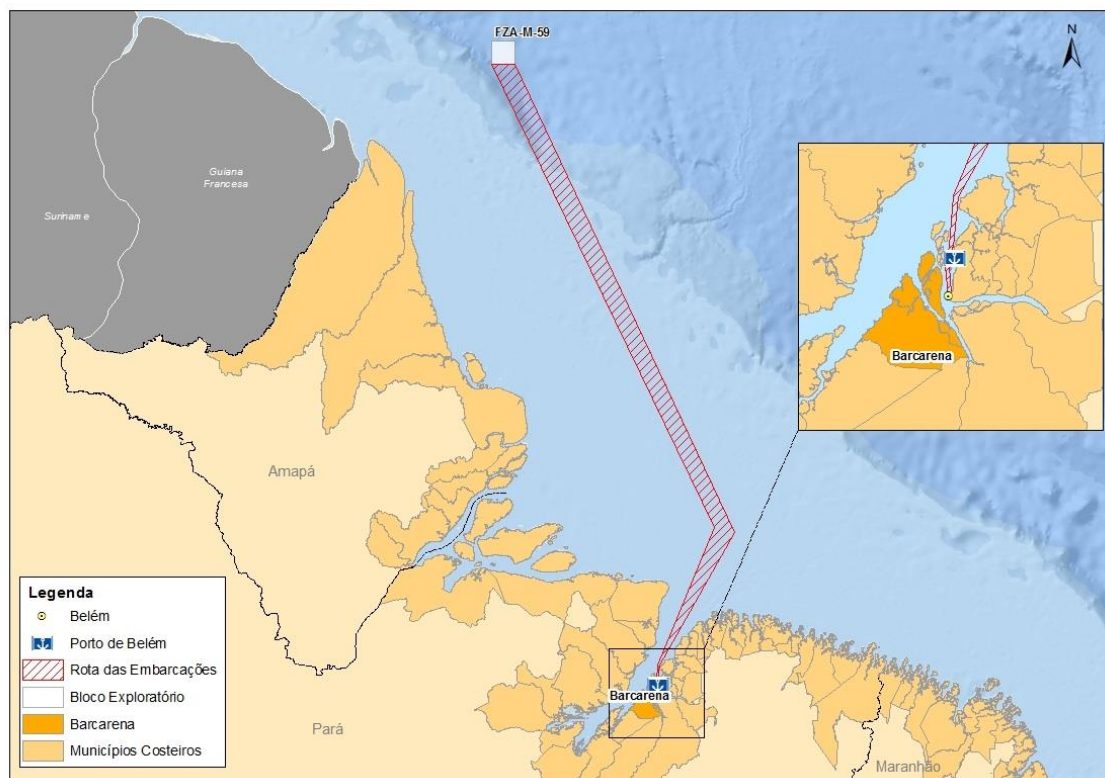 FZA-M-59
N
Guiana
Francesa
Suriname
Barcarena
Amapá
Legenda
Belém
Porto de Belém
Rota das Embarcações
Bloco Exploratório
Barcarena
Municípios Costeiros
Barcarena
Pará
Maranhão